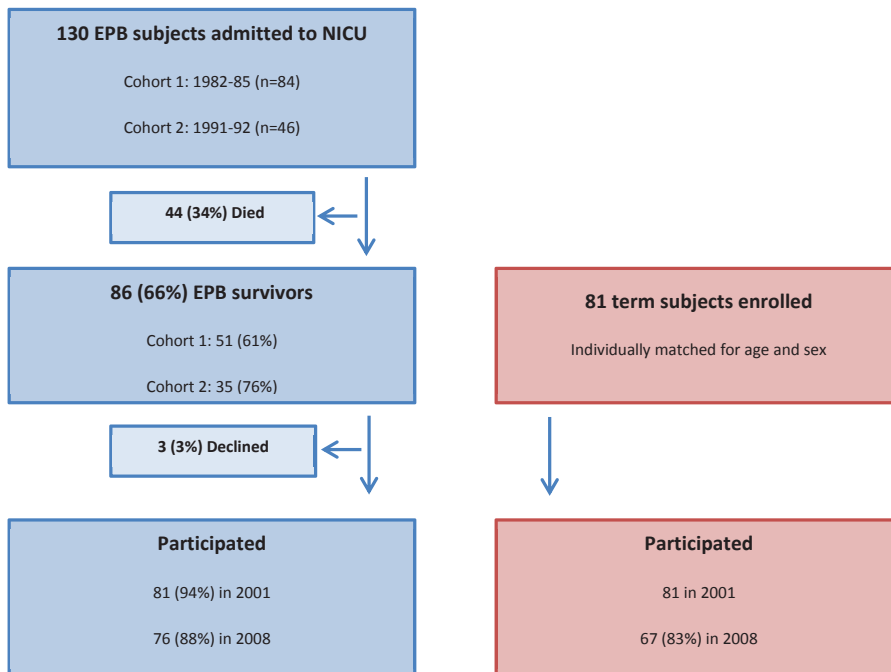 130 EPB subjects admitted to NICU
Cohort 1: 1982-85 (n=84)
Cohort 2: 1991-92 (n=46)
44 (34%) Died
86 (66%) EPB survivors
Cohort 1: 51 (61%)
Cohort 2: 35 (76%)
81 term subjects enrolled
Individually matched for age and sex
3 (3%) Declined
Participated
81 (94%) in 2001
76 (88%) in 2008
Participated
81 in 2001
67 (83%) in 2008